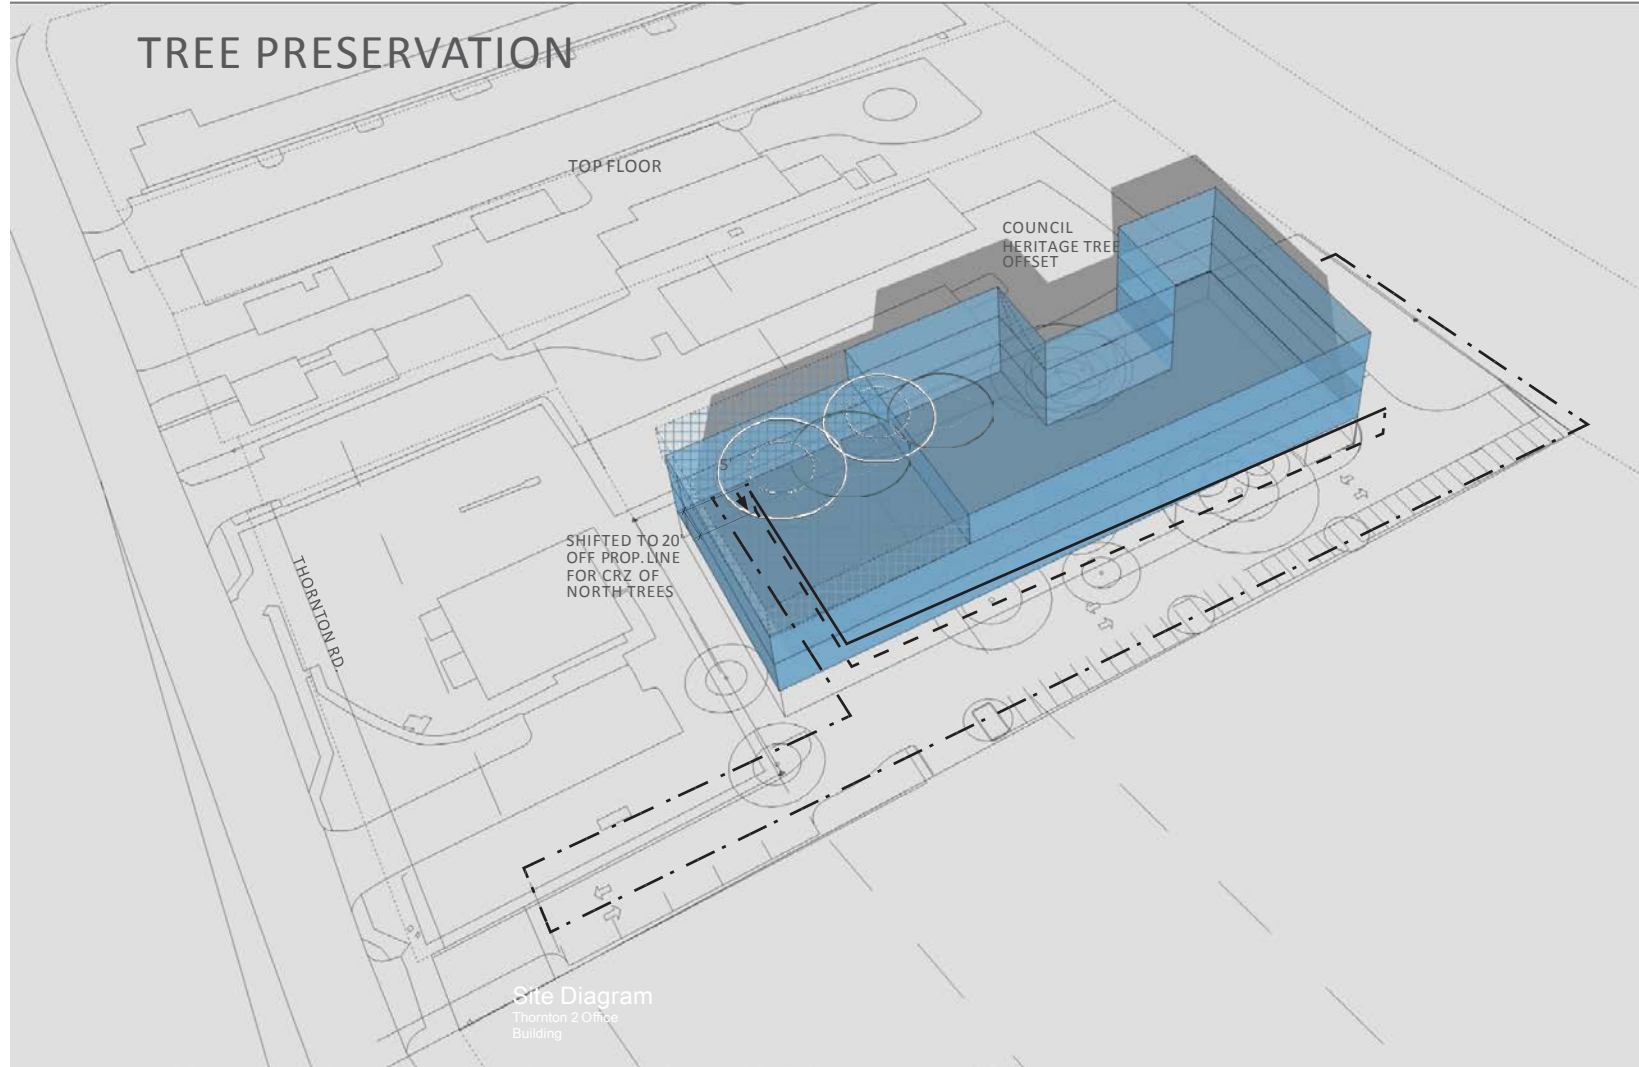 TREE PRESERVATION
TOP FLOOR
COUNCIL
HERITAGE TREE
OFFSET
5'
SHIFTED TO 20'
OFF PROP. LINE
FOR CRZ OF
NORTH TREES
THORNTON RD.
Site Diagram
Thornton 2 Office
Building